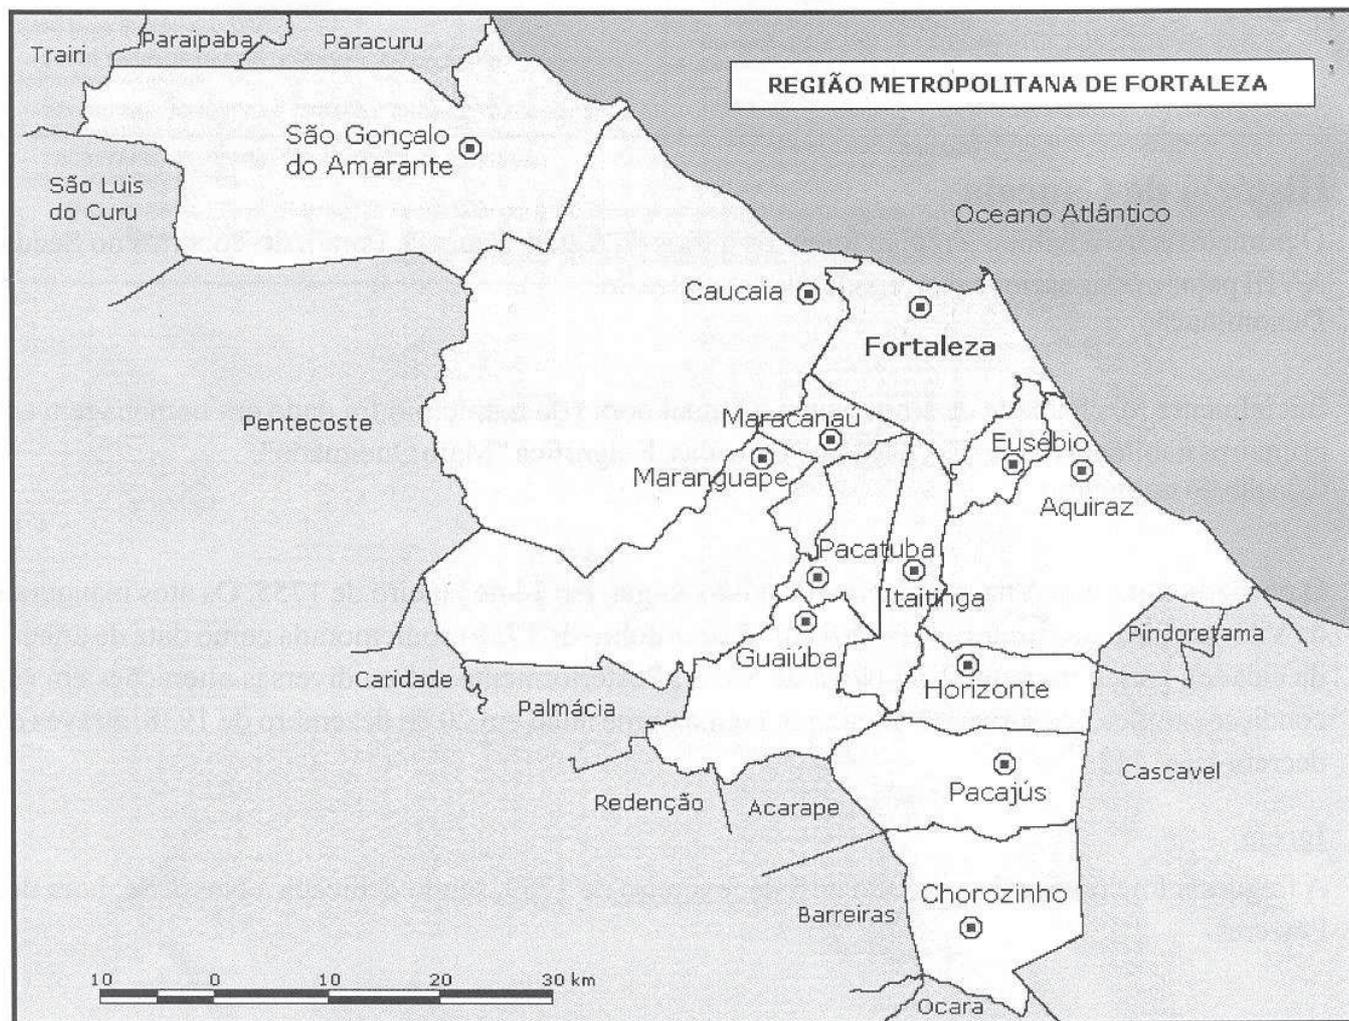 Trairi
Paraipaba
Paracuru
REGIÃO METROPOLITANA DE FORTALEZA
São Gonçalo
do Amarante
São Luis
do Curu
Oceano Atlântico
Caucaia
Fortaleza
Pentecoste
Maracanaú
Maranguape
Eusébio
Aquiraz
Pacatuba
Itaitinga
Pindoretama
Guaiúba
Caridade
Palmácia
Horizonte
Redenção
Acarape
Pacajús
Cascavel
Chorozinho
Barreiras
Ocara
10 0 10 20 30 km